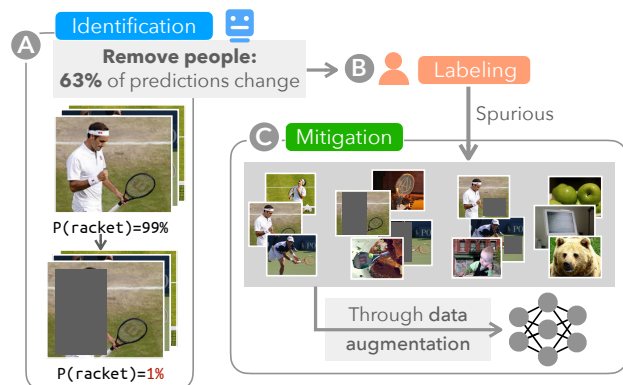 A
Identification
Remove people:
63% of predictions change
B
Labeling
Spurious
P(racket)=99%
P(racket)=1%
C
Mitigation
Through data
augmentation